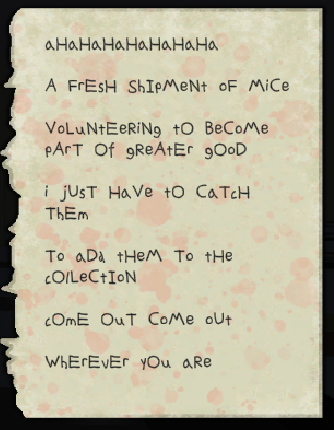 aHaHaHaHaHaHaHa
A FrEsH ShIpMeNt oF MiCe
VoLuNtEeRiNg tO BeCoMe
pArT Of gReAtEr gOoD
i jUsT HaVe tO CaTcH
ThEm
To aDd tHeM To tHe
cOlLeCtIoN
cOmE OuT CoMe oUt
WhErEvEr yOu aRe